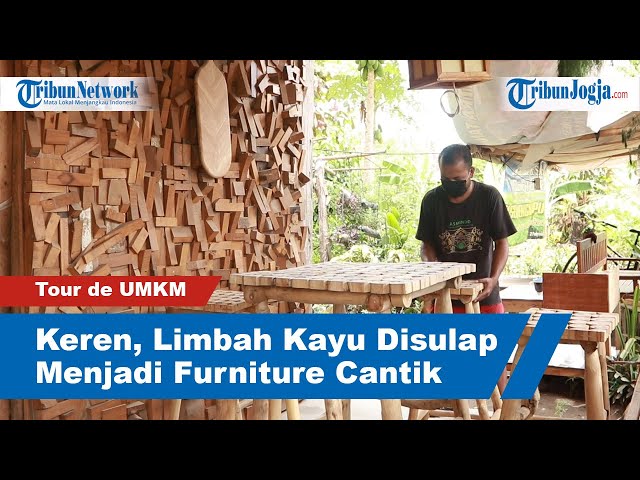 TribunNetwork
Mata Lokal Menjangkau Indonesia
TribunJogja.com
Tour de UMKM
Keren, Limbah Kayu Disulap
Menjadi Furniture Cantik